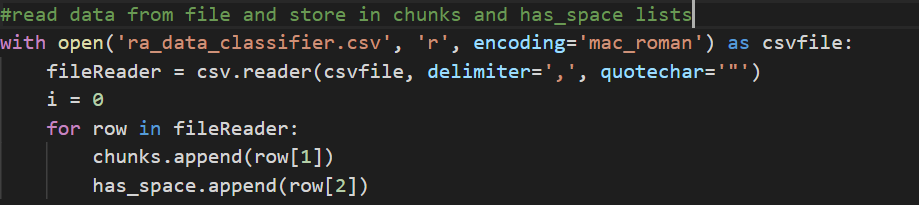 #read data from file and store in chunks and has_space lists
with open('ra_data_classifier.csv', 'r', encoding='mac_roman') as csvfile:
    fileReader = csv.reader(csvfile, delimiter=',', quotechar='"')
    i = 0
    for row in fileReader:
        chunks.append(row[1])
        has_space.append(row[2])